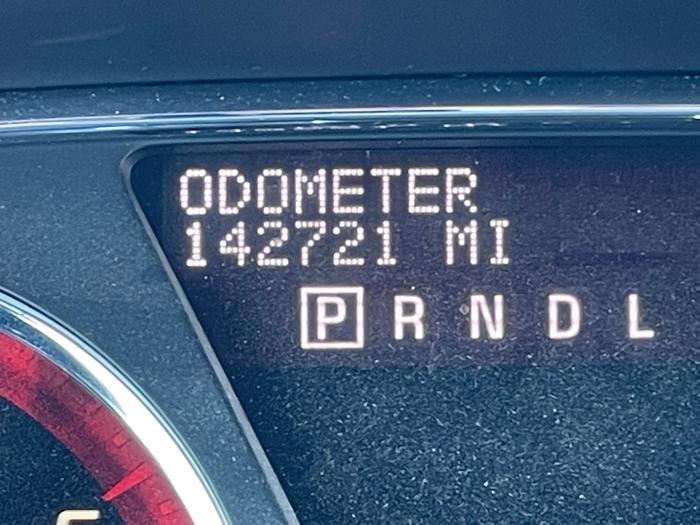 ODOMETER
142721 MI
P R N D L